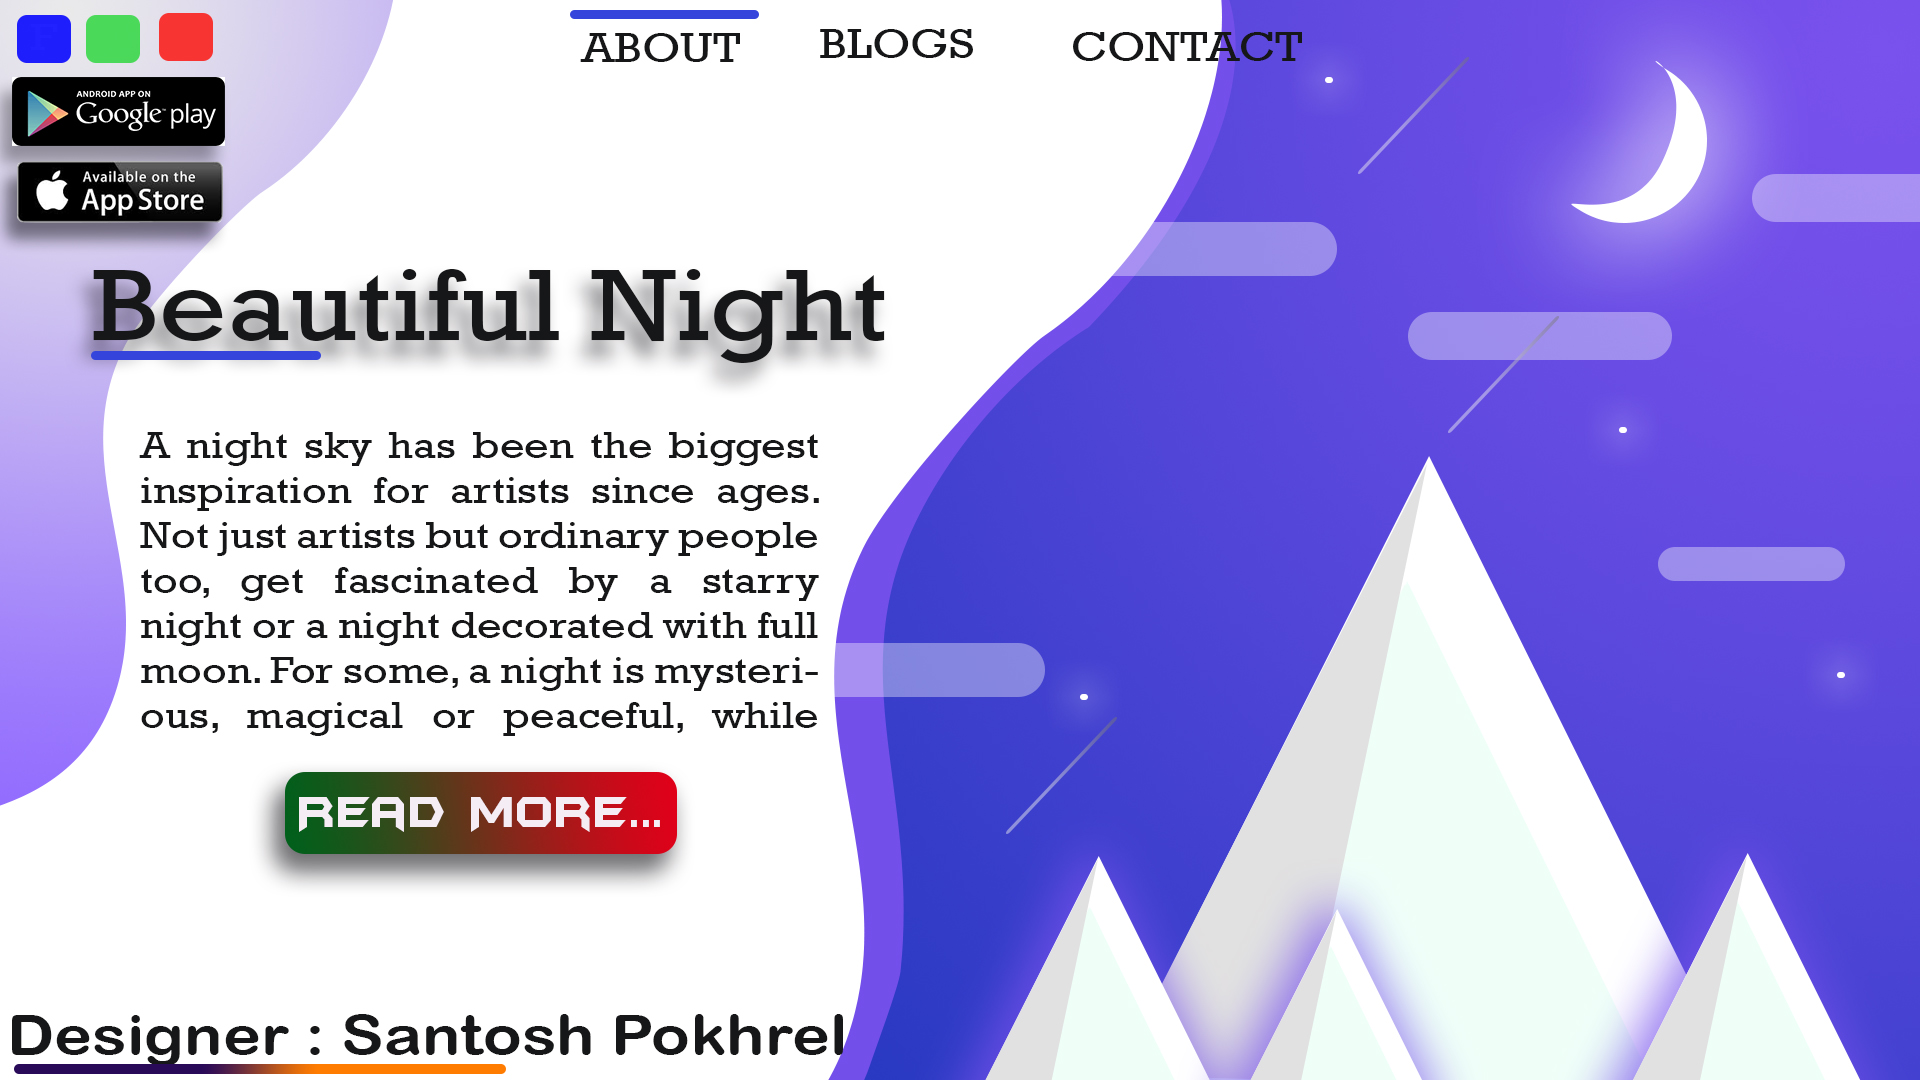 ABOUT BLOGS CONTACT
ANDROID APP ON
Google play
Available on the
App Store
Beautiful Night
A night sky has been the biggest
inspiration for artists since ages.
Not just artists but ordinary people
too, get fascinated by a starry
night or a night decorated with full
moon. For some, a night is mysteri-
ous, magical or peaceful, while
READ MORE...
Designer : Santosh Pokhrel